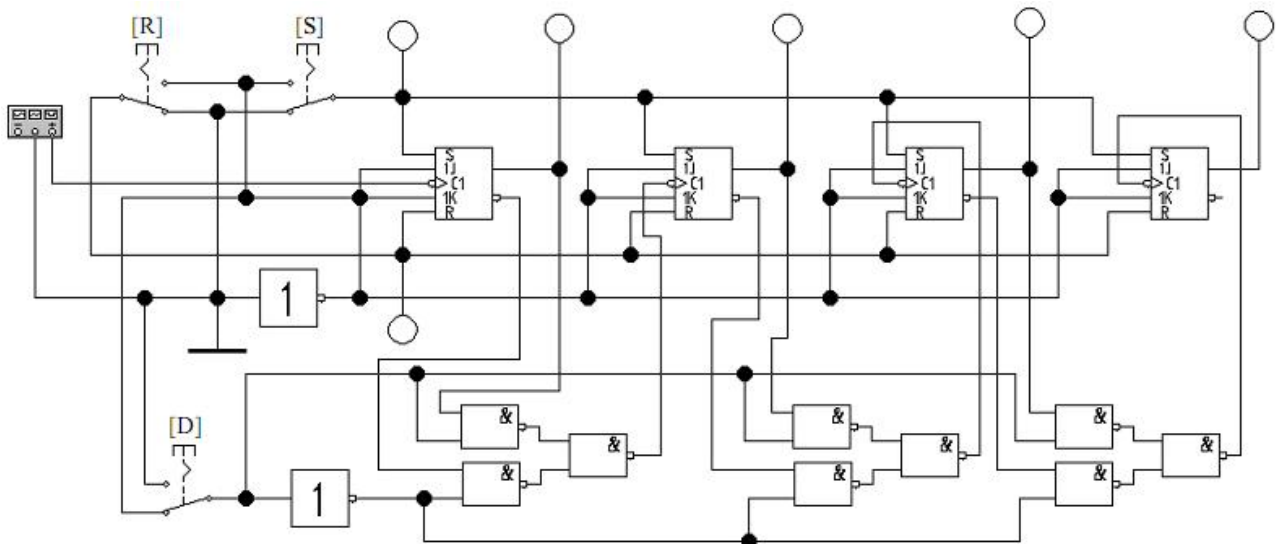 [R] [S]
S S S S
1J 1J 1J 1J
C1 C1 C1 C1
1K 1K 1K 1K
R R R R
1
& & &
[D] & & &
& & &
1